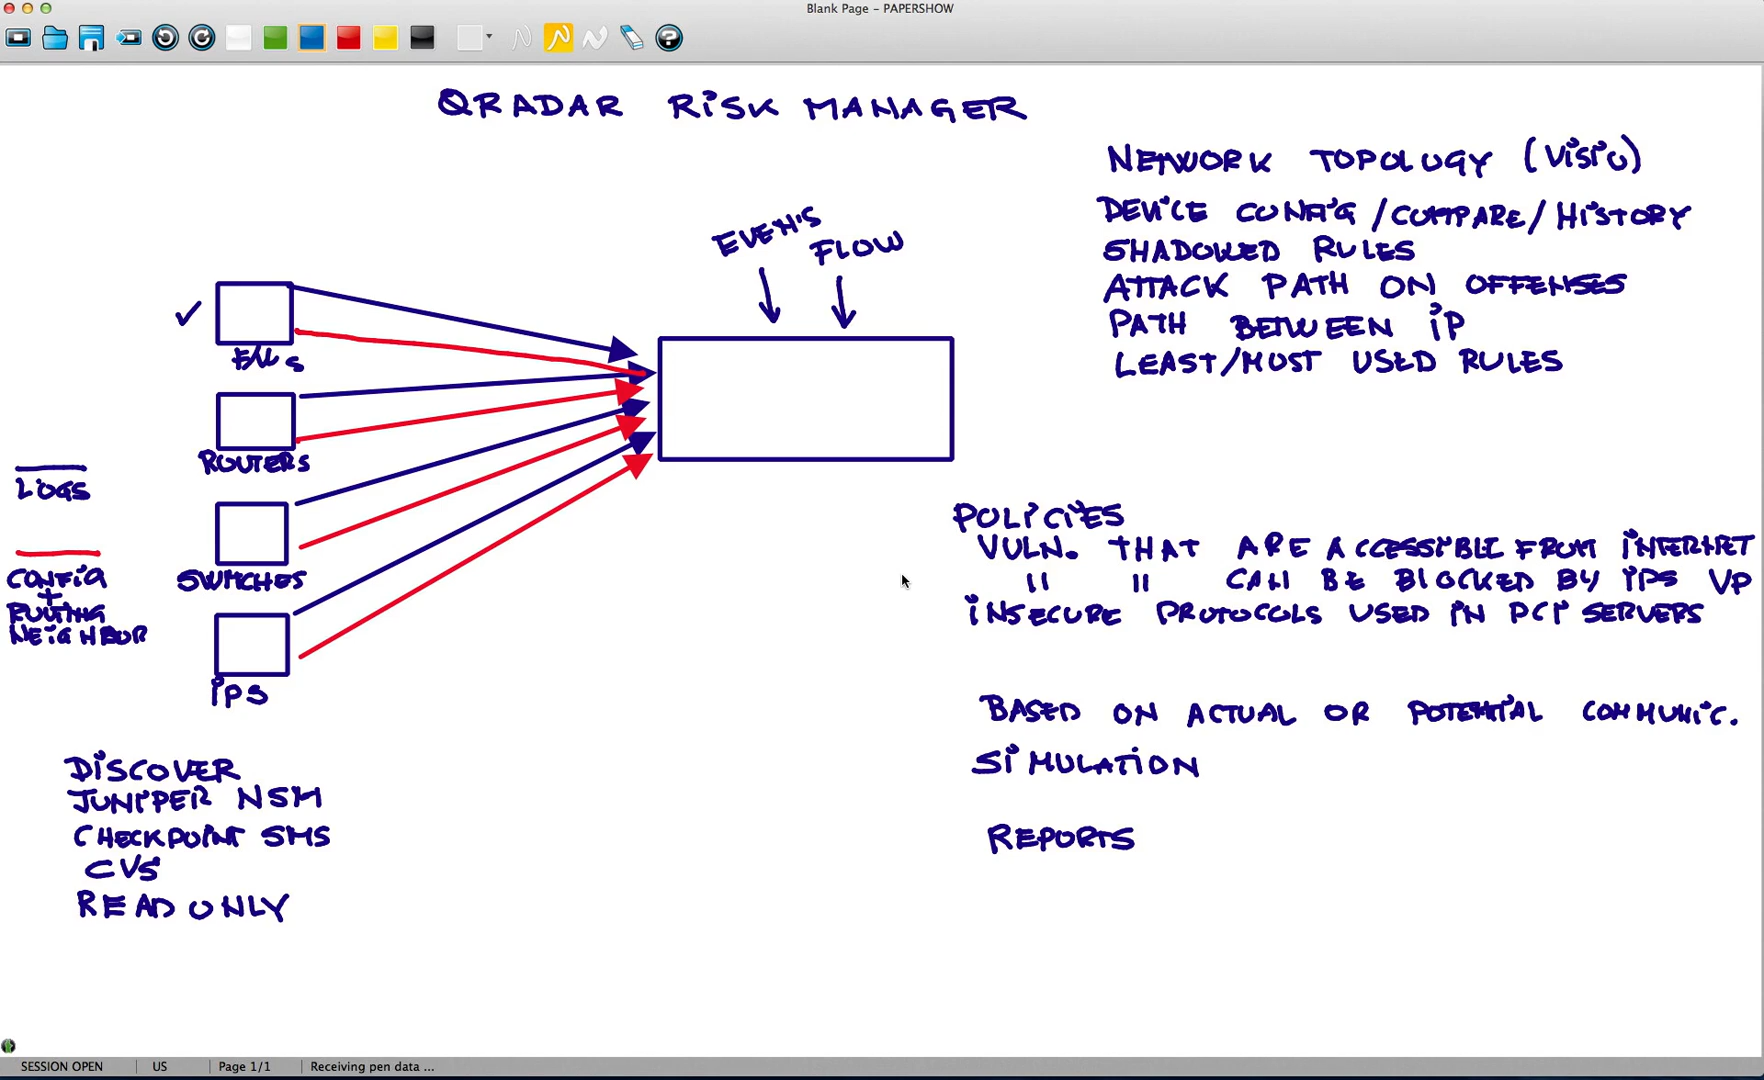 Blank Page – PAPERSHOW
QRADAR RiSK MANAGER
NETWORK TOPOLOGY (ViSiO)
DEViCE CONFiG /COMPARE/HiSTORY
SHADOWED RULES
ATTACK PATH ON OFFENSES
PATH BETWEEN iP
LEAST/MOST USED RULES
EVENTS
FLOW
F/Ws
ROUTERS
SWiTCHES
iPS
LOGS
CONFiG
+
ROUTiNG
NEiGHBOR
POLiCiES
VULN. THAT ARE ACCESSiBLE FROM iNTERNET
" " CAN BE BLOCKED BY iPS VP
iNSECURE PROTOCOLS USED iN PCi SERVERS
BASED ON ACTUAL OR POTENTiAL COMMUNiC.
SiMULATiON
REPORTS
DiSCOVER
JUNiPER NSM
CHECKPOiNT SMS
CVS
READ ONLY
SESSION OPEN US Page 1/1 Receiving pen data ...